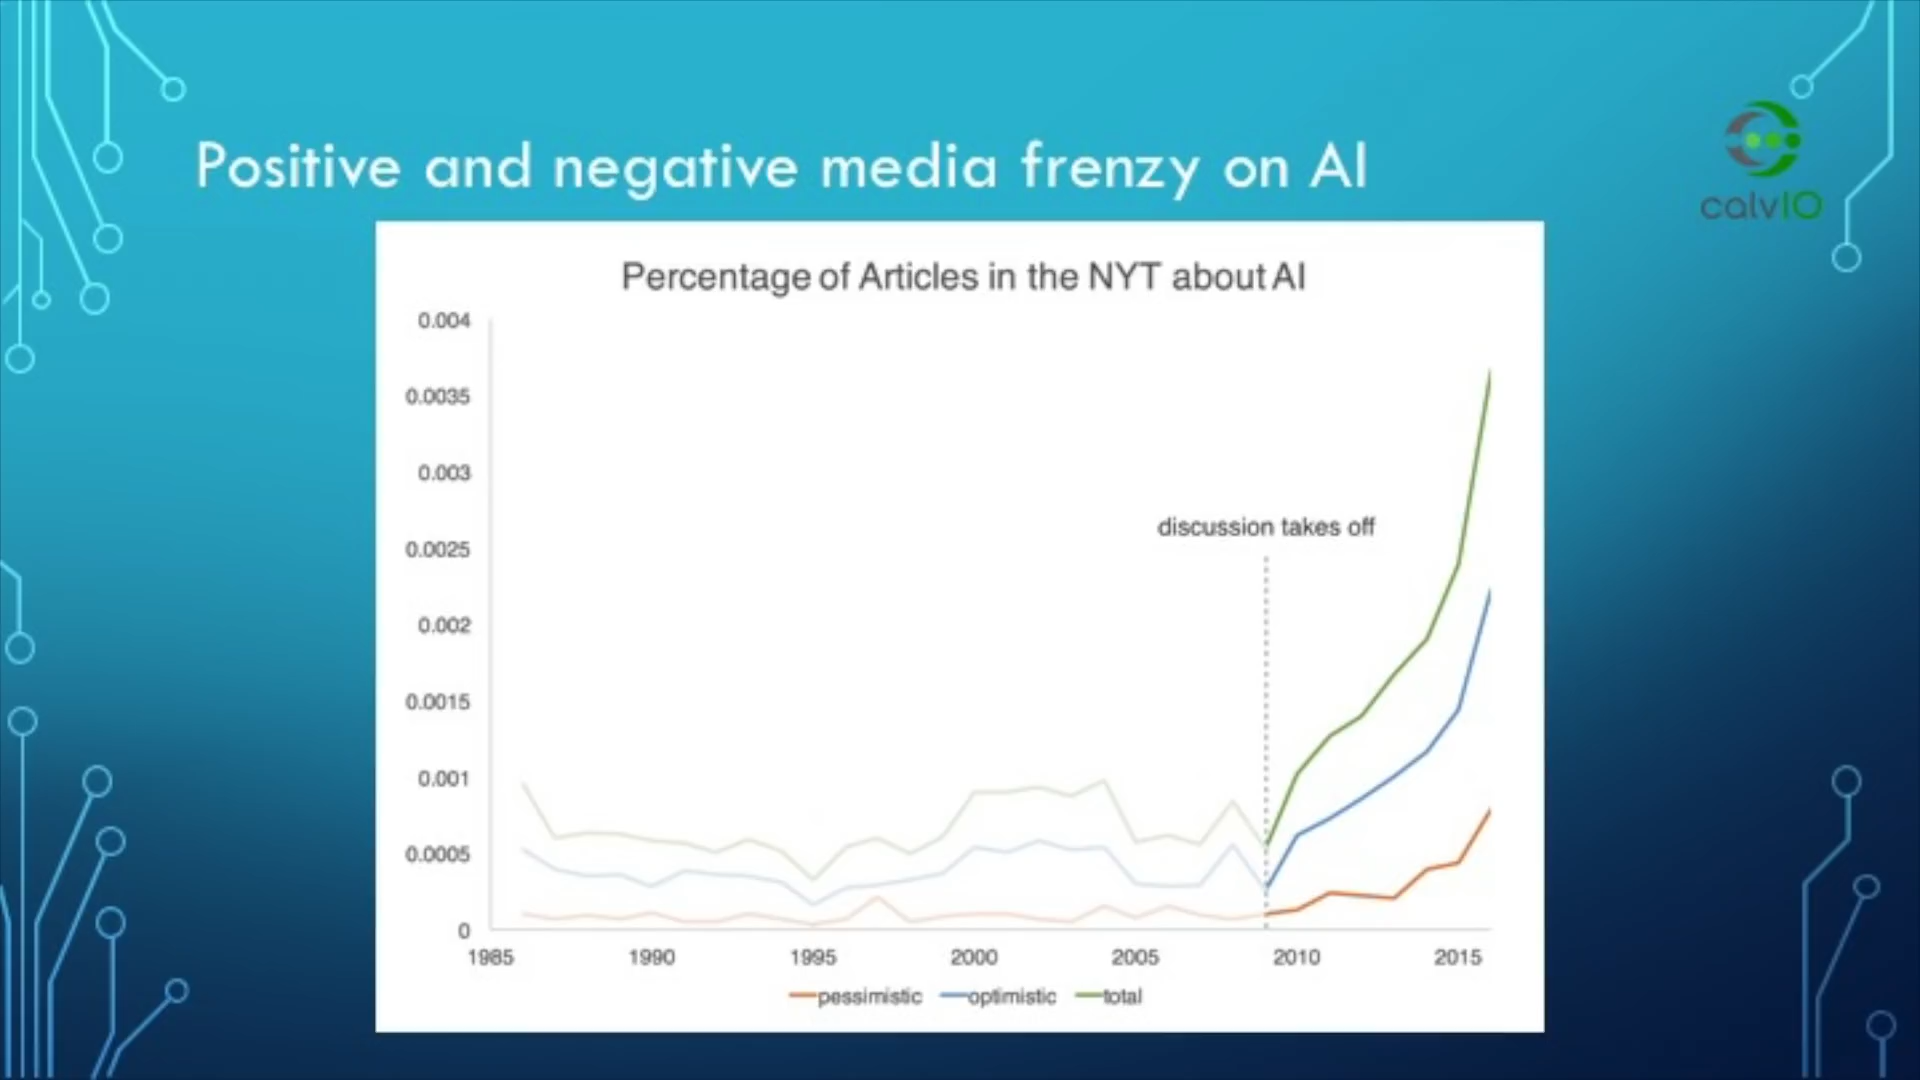 Positive and negative media frenzy on AI
calvIO
Percentage of Articles in the NYT about AI
0.004
0.0035
0.003
0.0025
0.002
0.0015
0.001
0.0005
0
discussion takes off
1985 1990 1995 2000 2005 2010 2015
pessimistic optimistic total